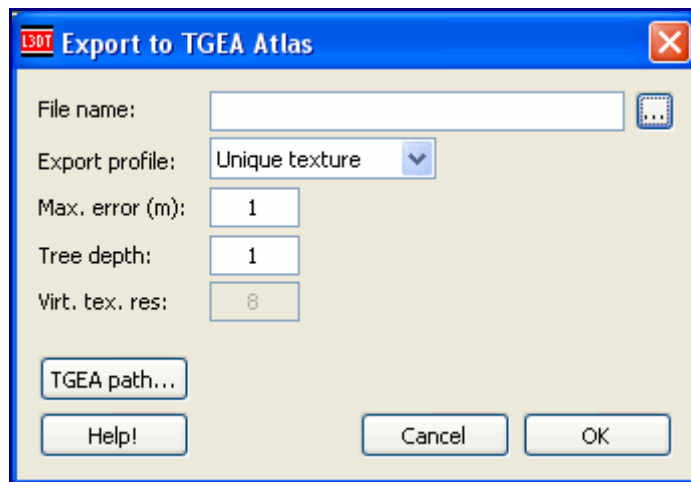 L3DT Export to TGEA Atlas
File name: ...
Export profile: Unique texture
Max. error (m): 1
Tree depth: 1
Virt. tex. res: 8
TGEA path...
Help! Cancel OK